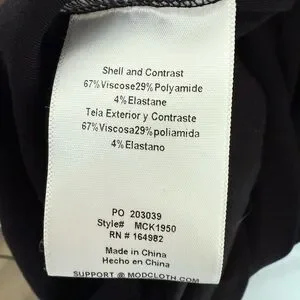 Shell and Contrast
67%Viscose29%Polyamide
4%Elastane
Tela Exterior y Contraste
67%Viscosa29%poliamida
4%Elastano
PO 203039
Style# MCK1950
RN # 164982
Made in China
Hecho en China
SUPPORT @ MODCLOTH.COM